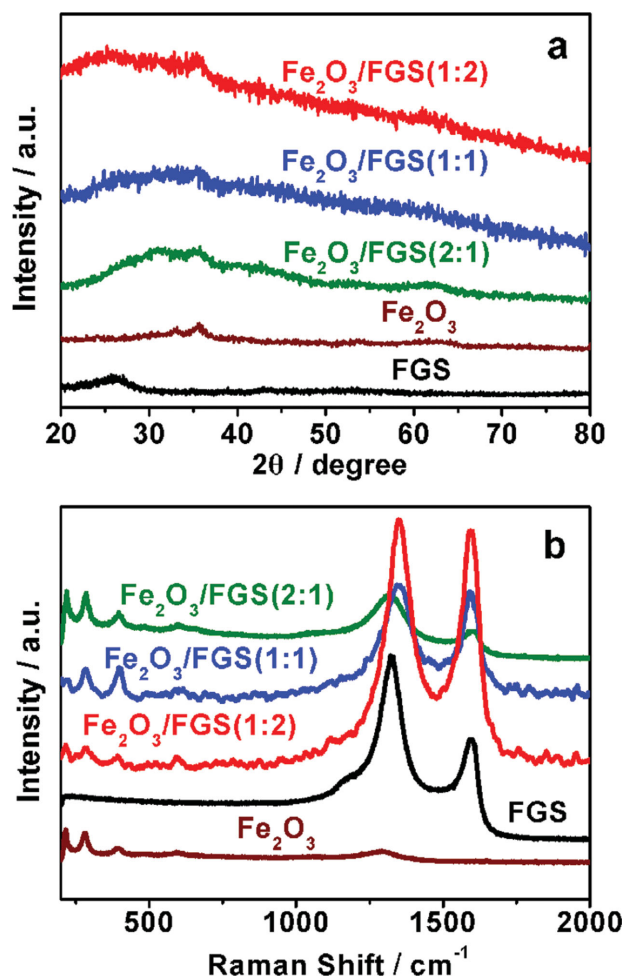 a
Fe₂O₃/FGS(1:2)
Fe₂O₃/FGS(1:1)
Fe₂O₃/FGS(2:1)
Fe₂O₃
FGS
Intensity / a.u.
20 30 40 50 60 70 80
2θ / degree
b
Fe₂O₃/FGS(2:1)
Fe₂O₃/FGS(1:1)
Fe₂O₃/FGS(1:2)
FGS
Fe₂O₃
Intensity / a.u.
500 1000 1500 2000
Raman Shift / cm⁻¹